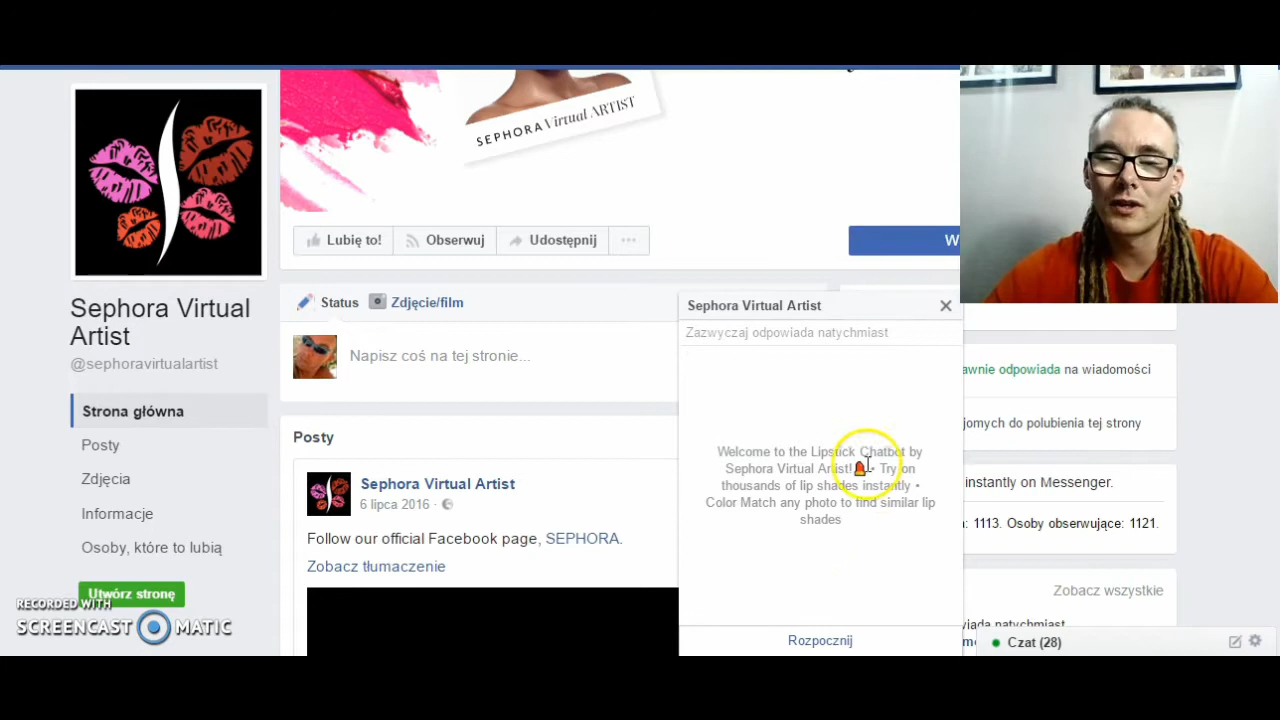 SEPHORA Virtual ARTIST
Lubię to!
Obserwuj
Udostępnij
W
Status
Zdjęcie/film
Napisz coś na tej stronie...
Sephora Virtual
Artist
@sephoravirtualartist
Strona główna
Posty
Zdjęcia
Informacje
Osoby, które to lubią
Utwórz stronę
RECORDED WITH
SCREENCAST MATIC
Posty
Sephora Virtual Artist
6 lipca 2016
Follow our official Facebook page, SEPHORA.
Zobacz tłumaczenie
Sephora Virtual Artist
Zazwyczaj odpowiada natychmiast
Welcome to the Lipstick Chatbot by
Sephora Virtual Artist! • Try on
thousands of lip shades instantly •
Color Match any photo to find similar lip
shades
Rozpocznij
awnie odpowiada na wiadomości
jomych do polubienia tej strony
instantly on Messenger.
: 1113. Osoby obserwujące: 1121.
Zobacz wszystkie
Czat (28)